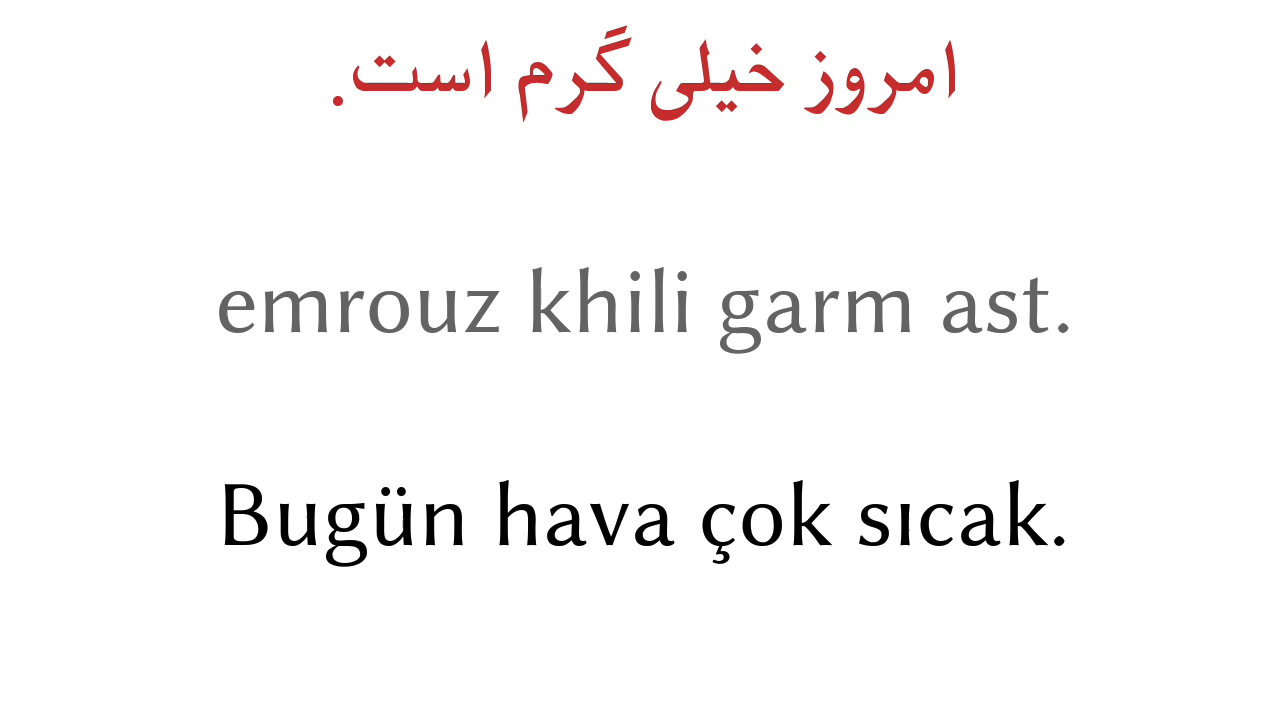 امروز خیلی گرم است.
emrouz khili garm ast.
Bugün hava çok sıcak.